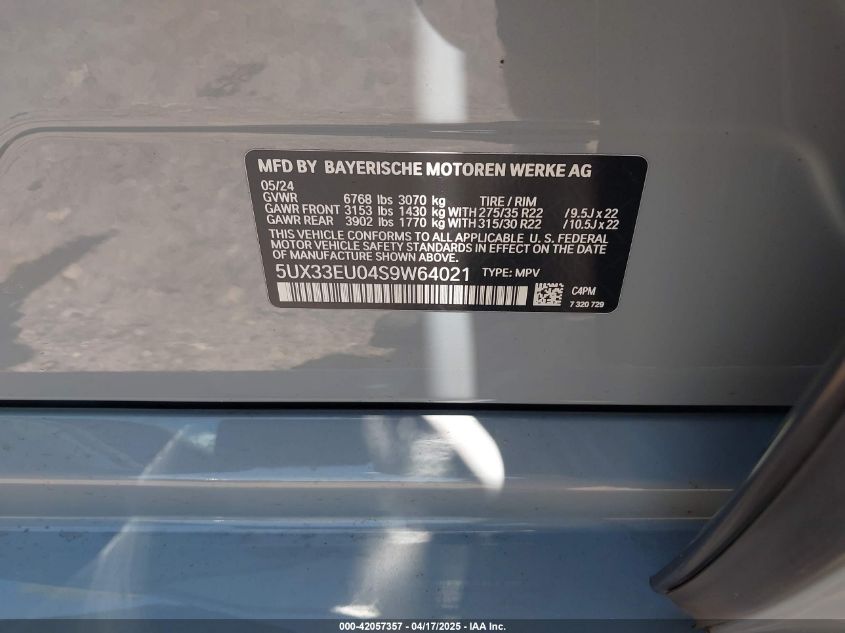 MFD BY BAYERISCHE MOTOREN WERKE AG
05/24
GVWR 6768 lbs 3070 kg TIRE / RIM
GAWR FRONT 3153 lbs 1430 kg WITH 275/35 R22 /9.5J x 22
GAWR REAR 3902 lbs 1770 kg WITH 315/30 R22 /10.5J x 22
THIS VEHICLE CONFORMS TO ALL APPLICABLE U.S. FEDERAL
MOTOR VEHICLE SAFETY STANDARDS IN EFFECT ON THE DATE
OF MANUFACTURE SHOWN ABOVE.
5UX33EU04S9W64021 TYPE: MPV
C4PM
7 320 729
000-42057357 - 04/17/2025 - IAA Inc.